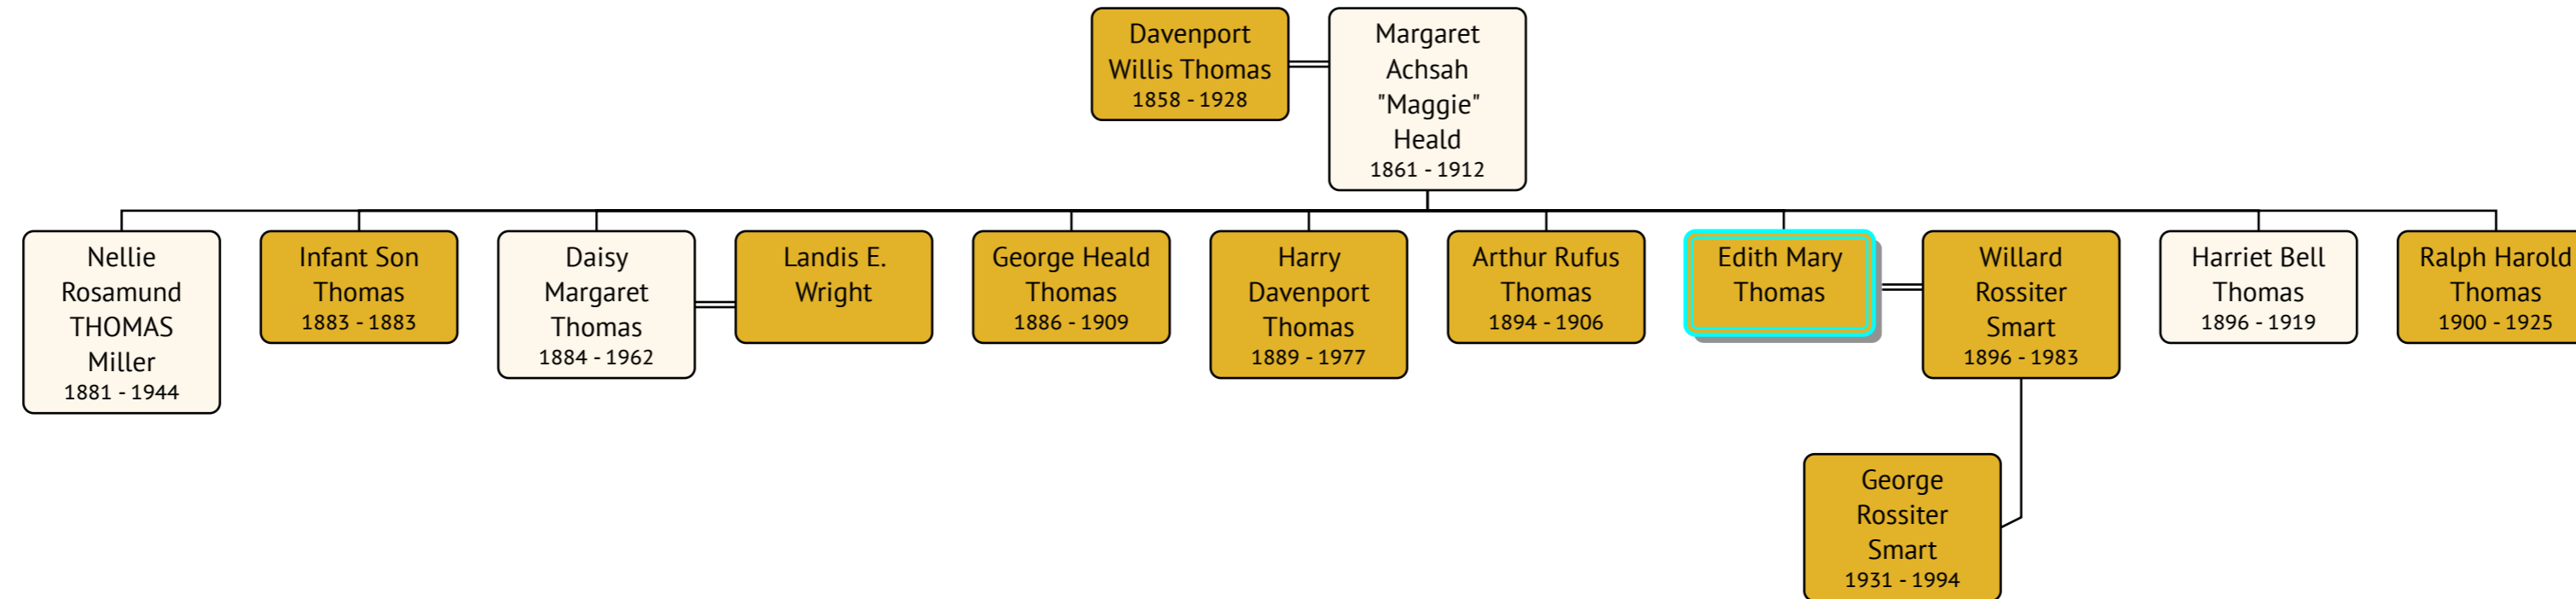 Davenport
Willis Thomas
1858 - 1928
Margaret
Achsah
"Maggie"
Heald
1861 - 1912
Nellie
Rosamund
THOMAS
Miller
1881 - 1944
Infant Son
Thomas
1883 - 1883
Daisy
Margaret
Thomas
1884 - 1962
Landis E.
Wright
George Heald
Thomas
1886 - 1909
Harry
Davenport
Thomas
1889 - 1977
Arthur Rufus
Thomas
1894 - 1906
Edith Mary
Thomas
Willard
Rossiter
Smart
1896 - 1983
Harriet Bell
Thomas
1896 - 1919
Ralph Harold
Thomas
1900 - 1925
George
Rossiter
Smart
1931 - 1994